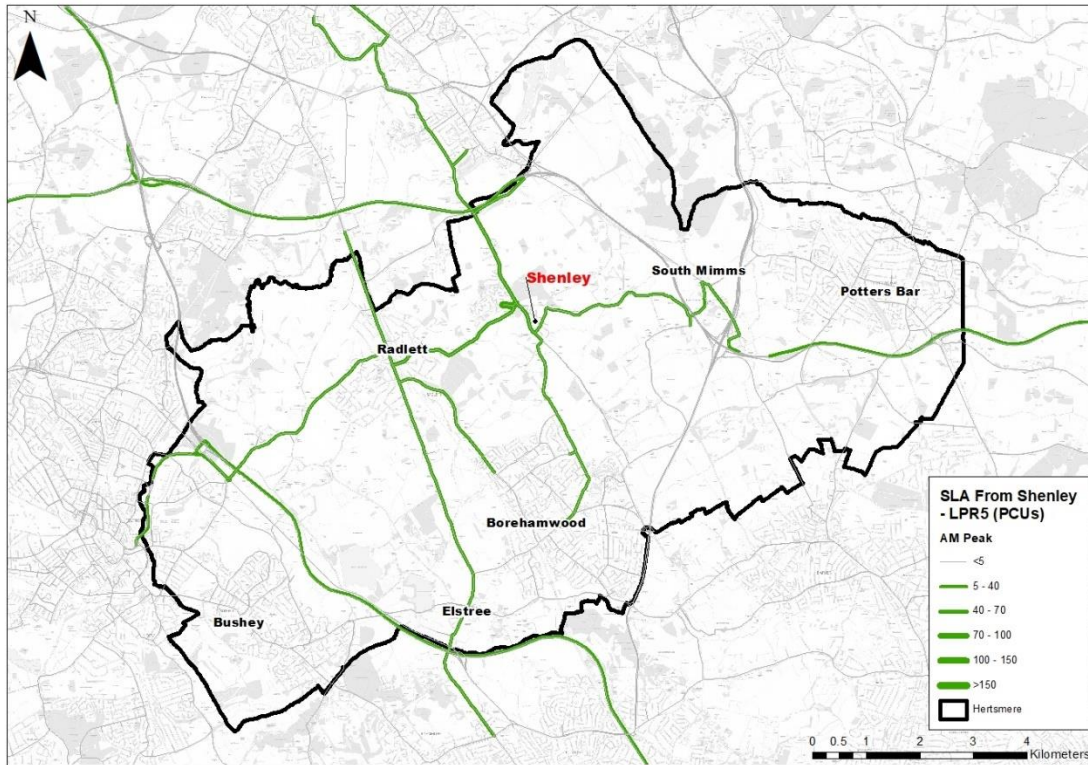 N
Shenley
South Mimms
Potters Bar
Radlett
Borehamwood
Elstree
Bushey
SLA From Shenley
- LPR5 (PCUs)
AM Peak
<5
5 - 40
40 - 70
70 - 100
100 - 150
>150
Hertsmere
0 0.5 1 2 3 4
Kilometers